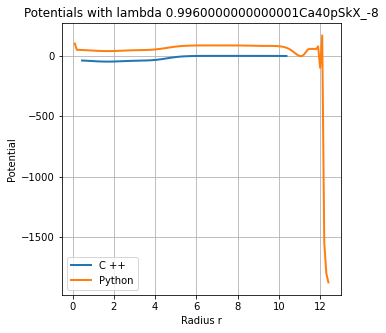 Potentials with lambda 0.9960000000000001Ca40pSkX_-8
0
−500
−1000
−1500
Potential
C ++
Python
0 2 4 6 8 10 12
Radius r